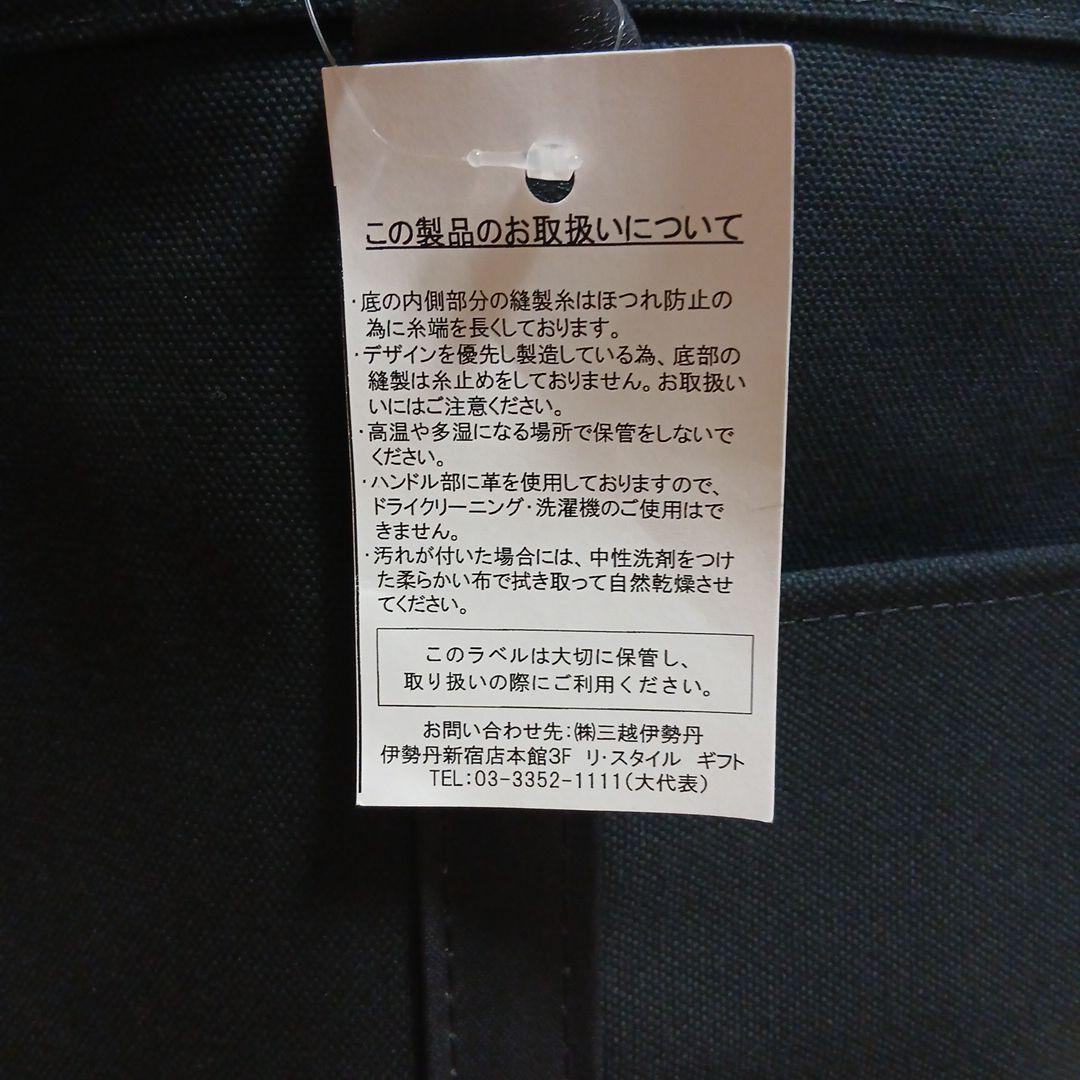 この製品のお取扱いについて
・底の内側部分の縫製糸はほつれ防止の
為に糸端を長くしております。
・デザインを優先し製造している為、底部の
縫製は糸止めをしておりません。お取扱い
いにはご注意ください。
・高温や多湿になる場所で保管をしないで
ください。
・ハンドル部に革を使用しておりますので、
ドライクリーニング・洗濯機のご使用はで
きません。
・汚れが付いた場合には、中性洗剤をつけ
た柔らかい布で拭き取って自然乾燥させ
てください。
このラベルは大切に保管し、
取り扱いの際にご利用ください。
お問い合わせ先：㈱三越伊勢丹
伊勢丹新宿店本館3F リ・スタイル ギフト
TEL：03-3352-1111（大代表）